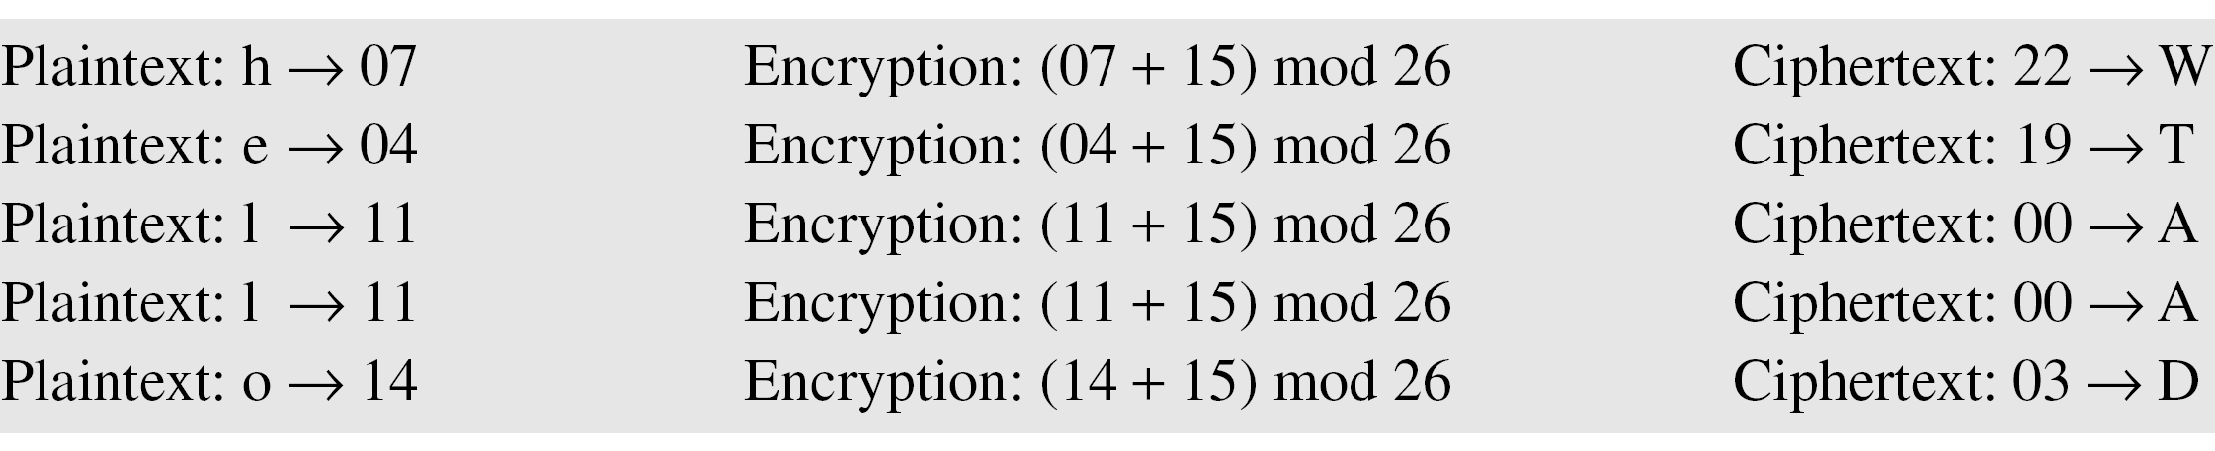 Plaintext: h → 07 Encryption: (07 + 15) mod 26 Ciphertext: 22 → W
Plaintext: e → 04 Encryption: (04 + 15) mod 26 Ciphertext: 19 → T
Plaintext: l → 11 Encryption: (11 + 15) mod 26 Ciphertext: 00 → A
Plaintext: l → 11 Encryption: (11 + 15) mod 26 Ciphertext: 00 → A
Plaintext: o → 14 Encryption: (14 + 15) mod 26 Ciphertext: 03 → D